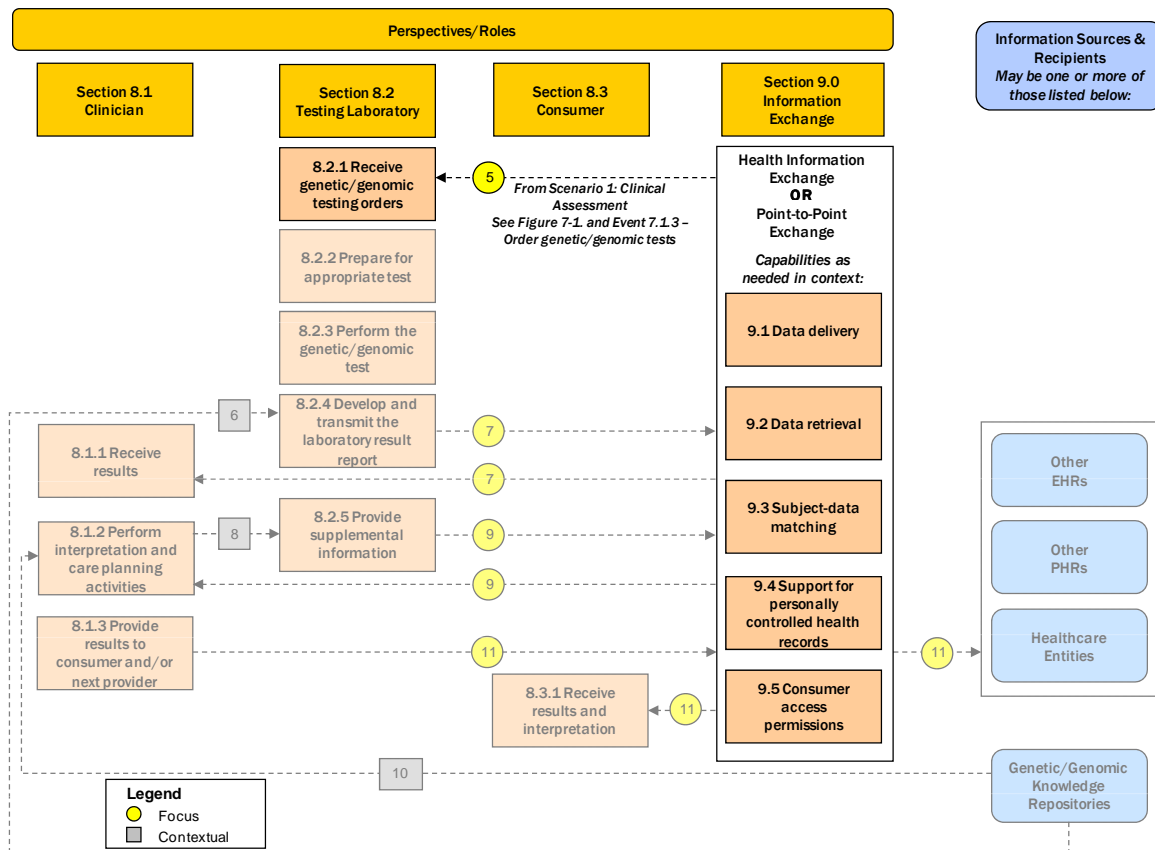 Perspectives/Roles
Information Sources &
Recipients
May be one or more of
those listed below:
Section 8.1
Clinician
Section 8.2
Testing Laboratory
Section 8.3
Consumer
Section 9.0
Information
Exchange
8.2.1 Receive
genetic/genomic
testing orders
5
From Scenario 1: Clinical
Assessment
See Figure 7-1. and Event 7.1.3 –
Order genetic/genomic tests
Health Information
Exchange
OR
Point-to-Point
Exchange
Capabilities as
needed in context:
8.2.2 Prepare for
appropriate test
8.2.3 Perform the
genetic/genomic
test
9.1 Data delivery
6
8.2.4 Develop and
transmit the
laboratory result
report
7
9.2 Data retrieval
8.1.1 Receive
results
7
Other
EHRs
8.1.2 Perform
interpretation and
care planning
activities
8
8.2.5 Provide
supplemental
information
9
9.3 Subject-data
matching
Other
PHRs
9
9.4 Support for
personally
controlled health
records
8.1.3 Provide
results to
consumer and/or
next provider
11
11
Healthcare
Entities
8.3.1 Receive
results and
interpretation
11
9.5 Consumer
access
permissions
10
Genetic/Genomic
Knowledge
Repositories
Legend
Focus
Contextual